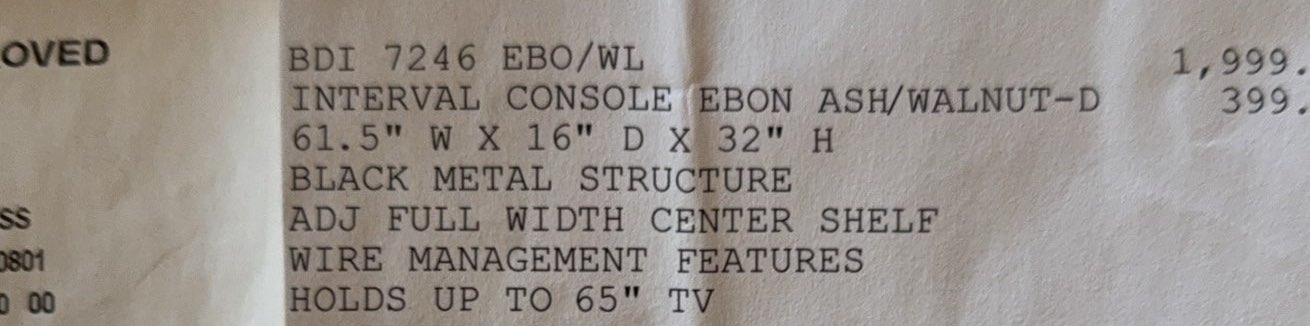 OVED
BDI 7246 EBO/WL 1,999.
INTERVAL CONSOLE EBON ASH/WALNUT-D 399.
61.5" W X 16" D X 32" H
BLACK METAL STRUCTURE
SS ADJ FULL WIDTH CENTER SHELF
0801 WIRE MANAGEMENT FEATURES
0 00 HOLDS UP TO 65" TV